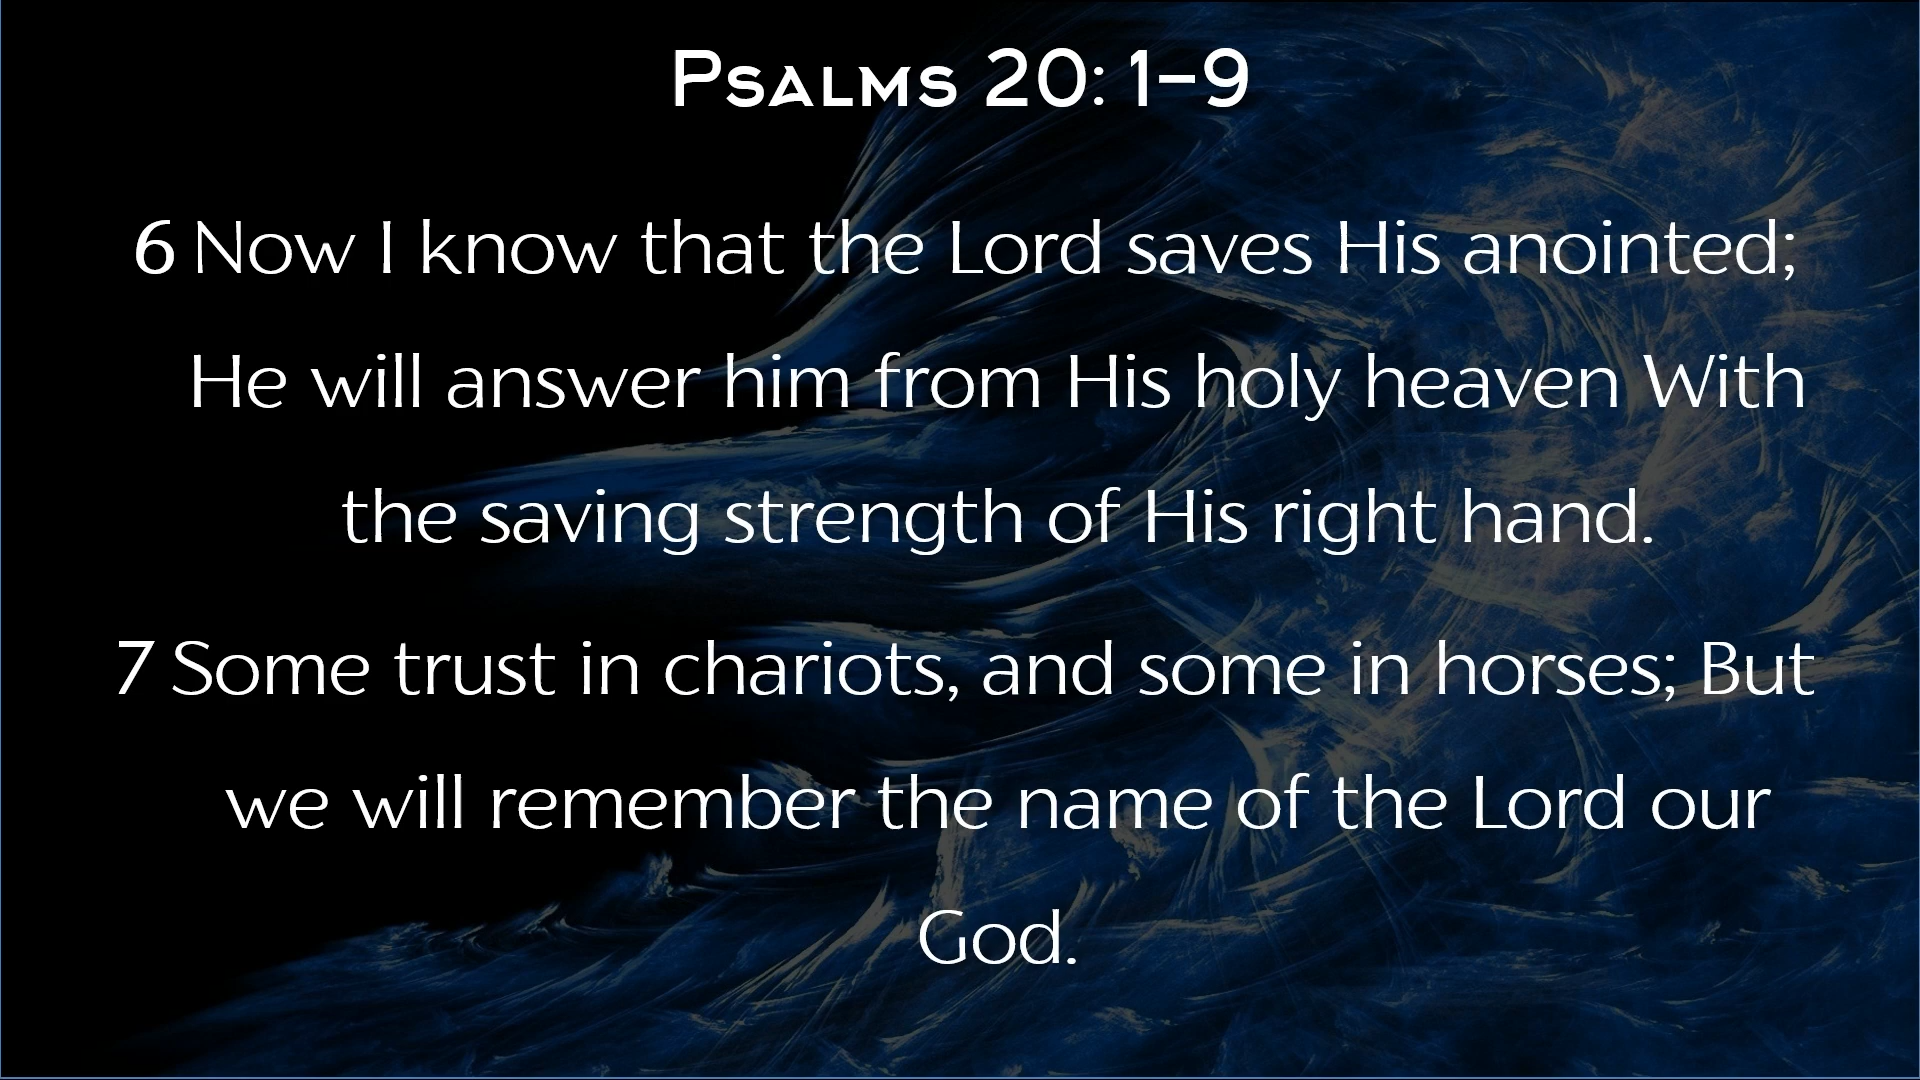 Psalms 20: 1–9
6 Now I know that the Lord saves His anointed;
He will answer him from His holy heaven With
the saving strength of His right hand.
7 Some trust in chariots, and some in horses; But
we will remember the name of the Lord our
God.